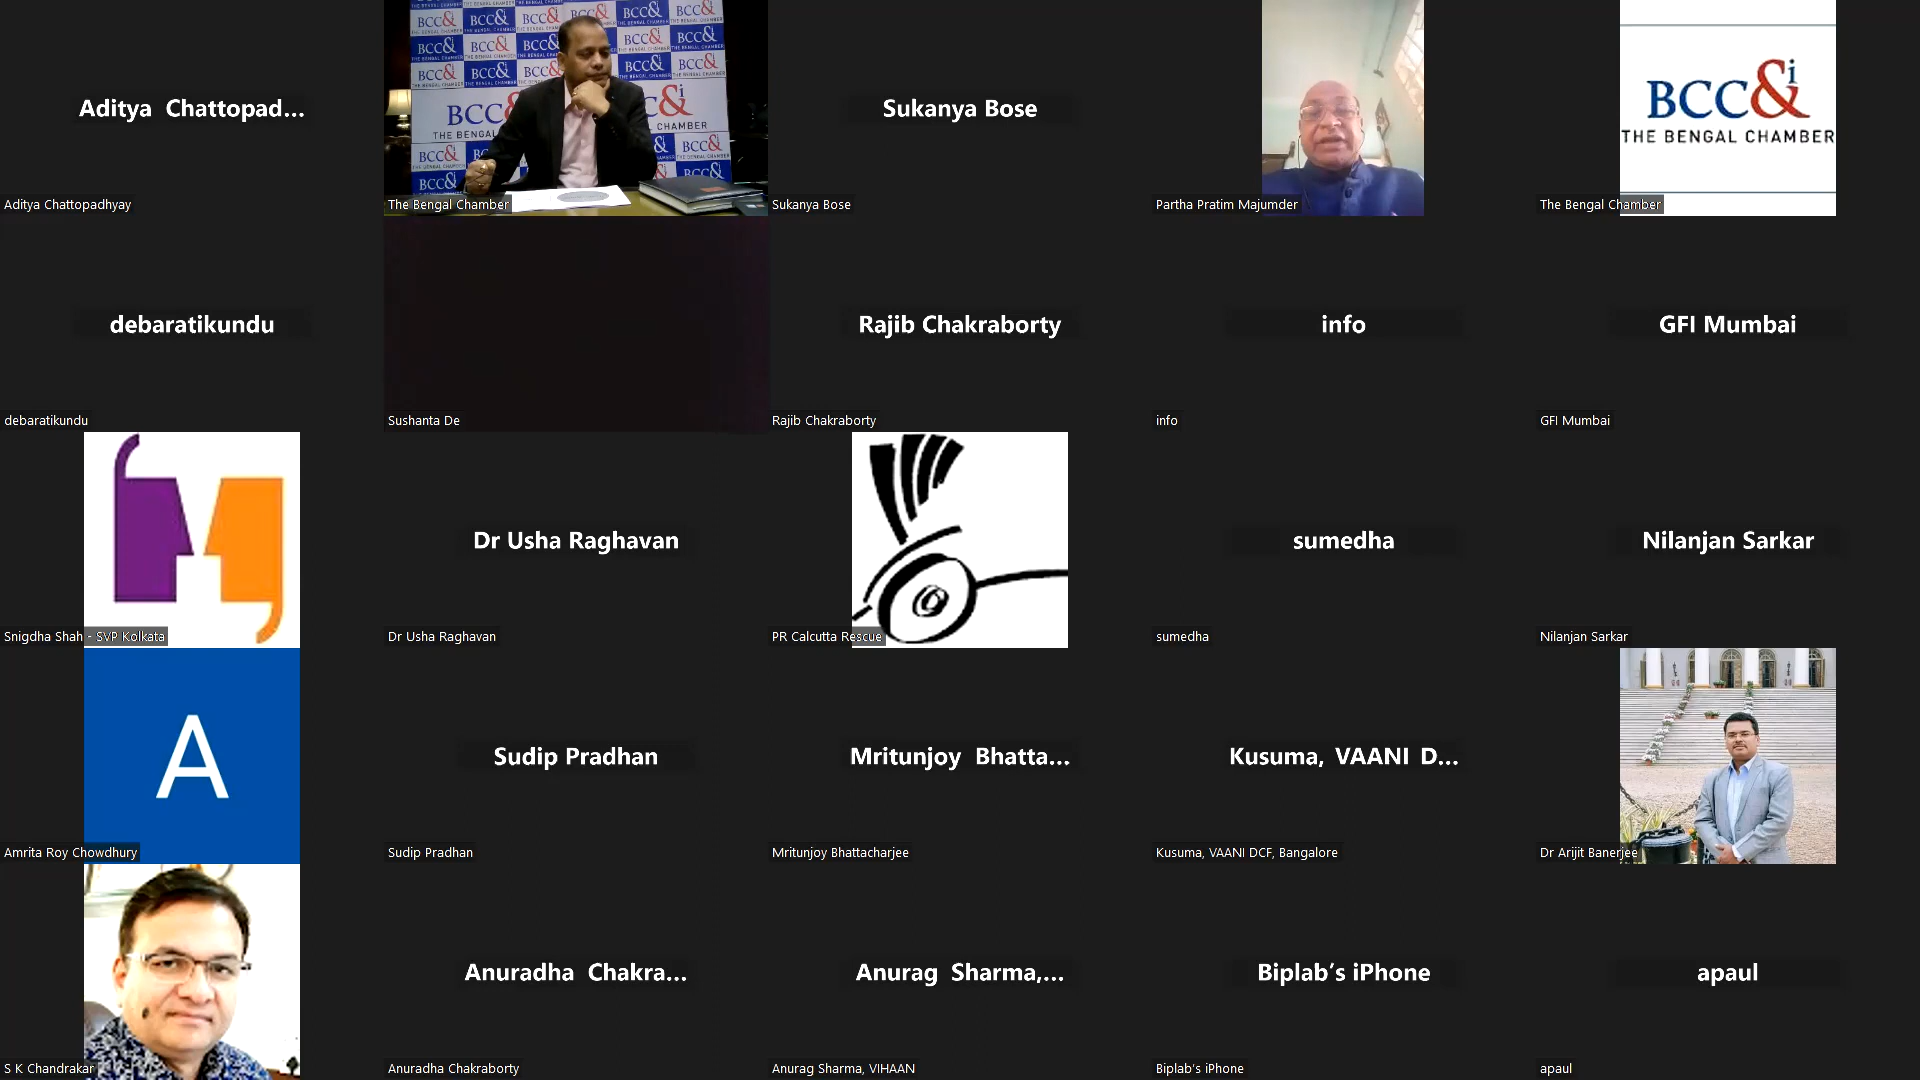 Aditya Chattopad...
Aditya Chattopadhyay
BCC&i
THE BENGAL CHAMBER
The Bengal Chamber
Sukanya Bose
Sukanya Bose
Partha Pratim Majumder
BCC&i
THE BENGAL CHAMBER
The Bengal Chamber
debaratikundu
debaratikundu
Sushanta De
Rajib Chakraborty
Rajib Chakraborty
info
info
GFI Mumbai
GFI Mumbai
Snigdha Shah - SVP Kolkata
Dr Usha Raghavan
Dr Usha Raghavan
PR Calcutta Rescue
sumedha
sumedha
Nilanjan Sarkar
Nilanjan Sarkar
A
Amrita Roy Chowdhury
Sudip Pradhan
Sudip Pradhan
Mritunjoy Bhatta...
Mritunjoy Bhattacharjee
Kusuma, VAANI D...
Kusuma, VAANI DCF, Bangalore
Dr Arijit Banerjee
S K Chandrakar
Anuradha Chakra...
Anuradha Chakraborty
Anurag Sharma,...
Anurag Sharma, VIHAAN
Biplab's iPhone
Biplab's iPhone
apaul
apaul